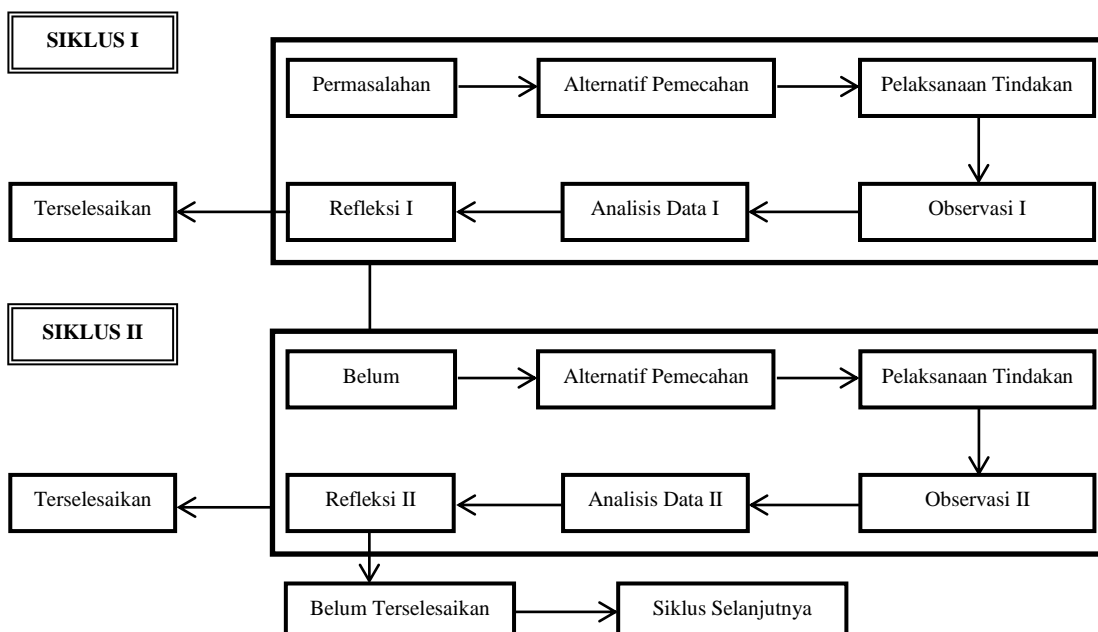 SIKLUS I
Permasalahan
Alternatif Pemecahan
Pelaksanaan Tindakan
Terselesaikan
Refleksi I
Analisis Data I
Observasi I
SIKLUS II
Belum
Alternatif Pemecahan
Pelaksanaan Tindakan
Terselesaikan
Refleksi II
Analisis Data II
Observasi II
Belum Terselesaikan
Siklus Selanjutnya